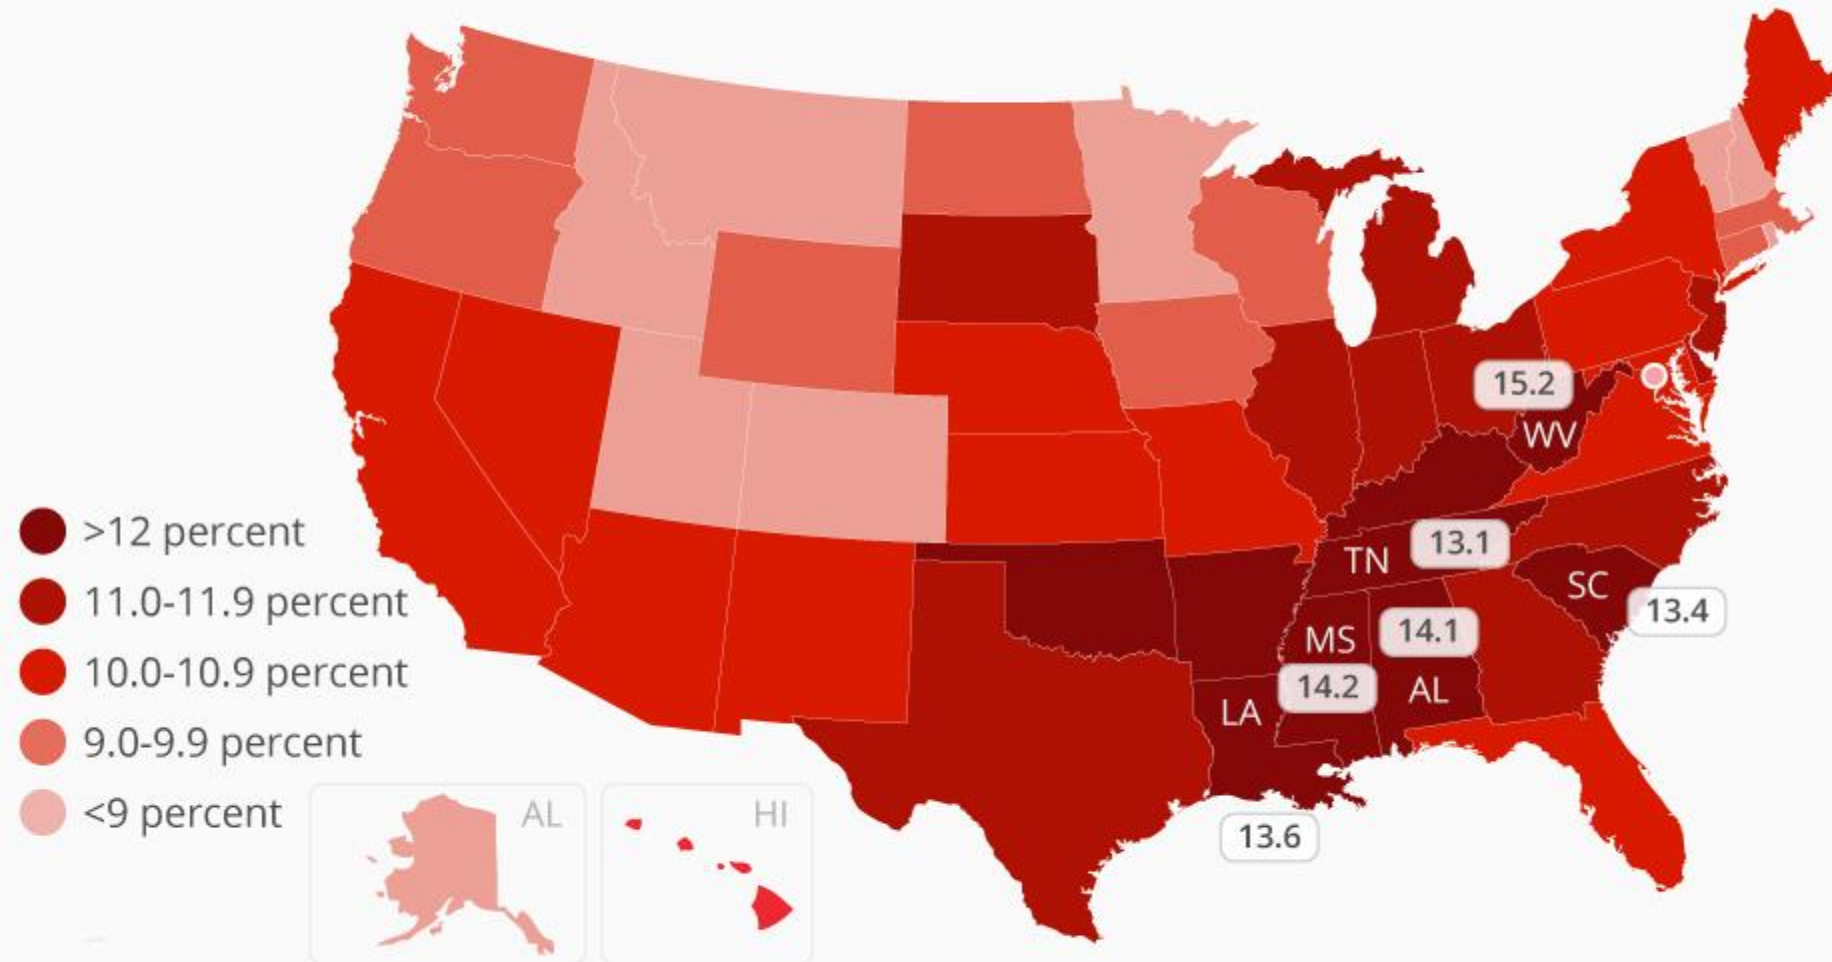 15.2
WV
>12 percent
TN
13.1
11.0-11.9 percent
SC
13.4
MS
14.1
10.0-10.9 percent
14.2
AL
LA
9.0-9.9 percent
<9 percent
AL
HI
13.6